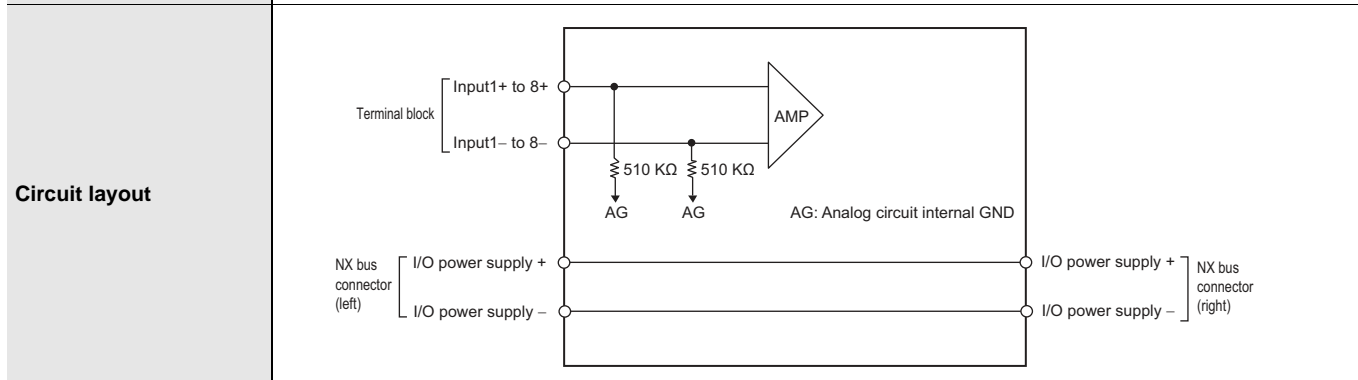 Circuit layout
Terminal block
Input1+ to 8+
Input1– to 8–
AMP
510 KΩ
510 KΩ
AG
AG
AG: Analog circuit internal GND
NX bus
connector
(left)
I/O power supply +
I/O power supply –
I/O power supply +
I/O power supply –
NX bus
connector
(right)